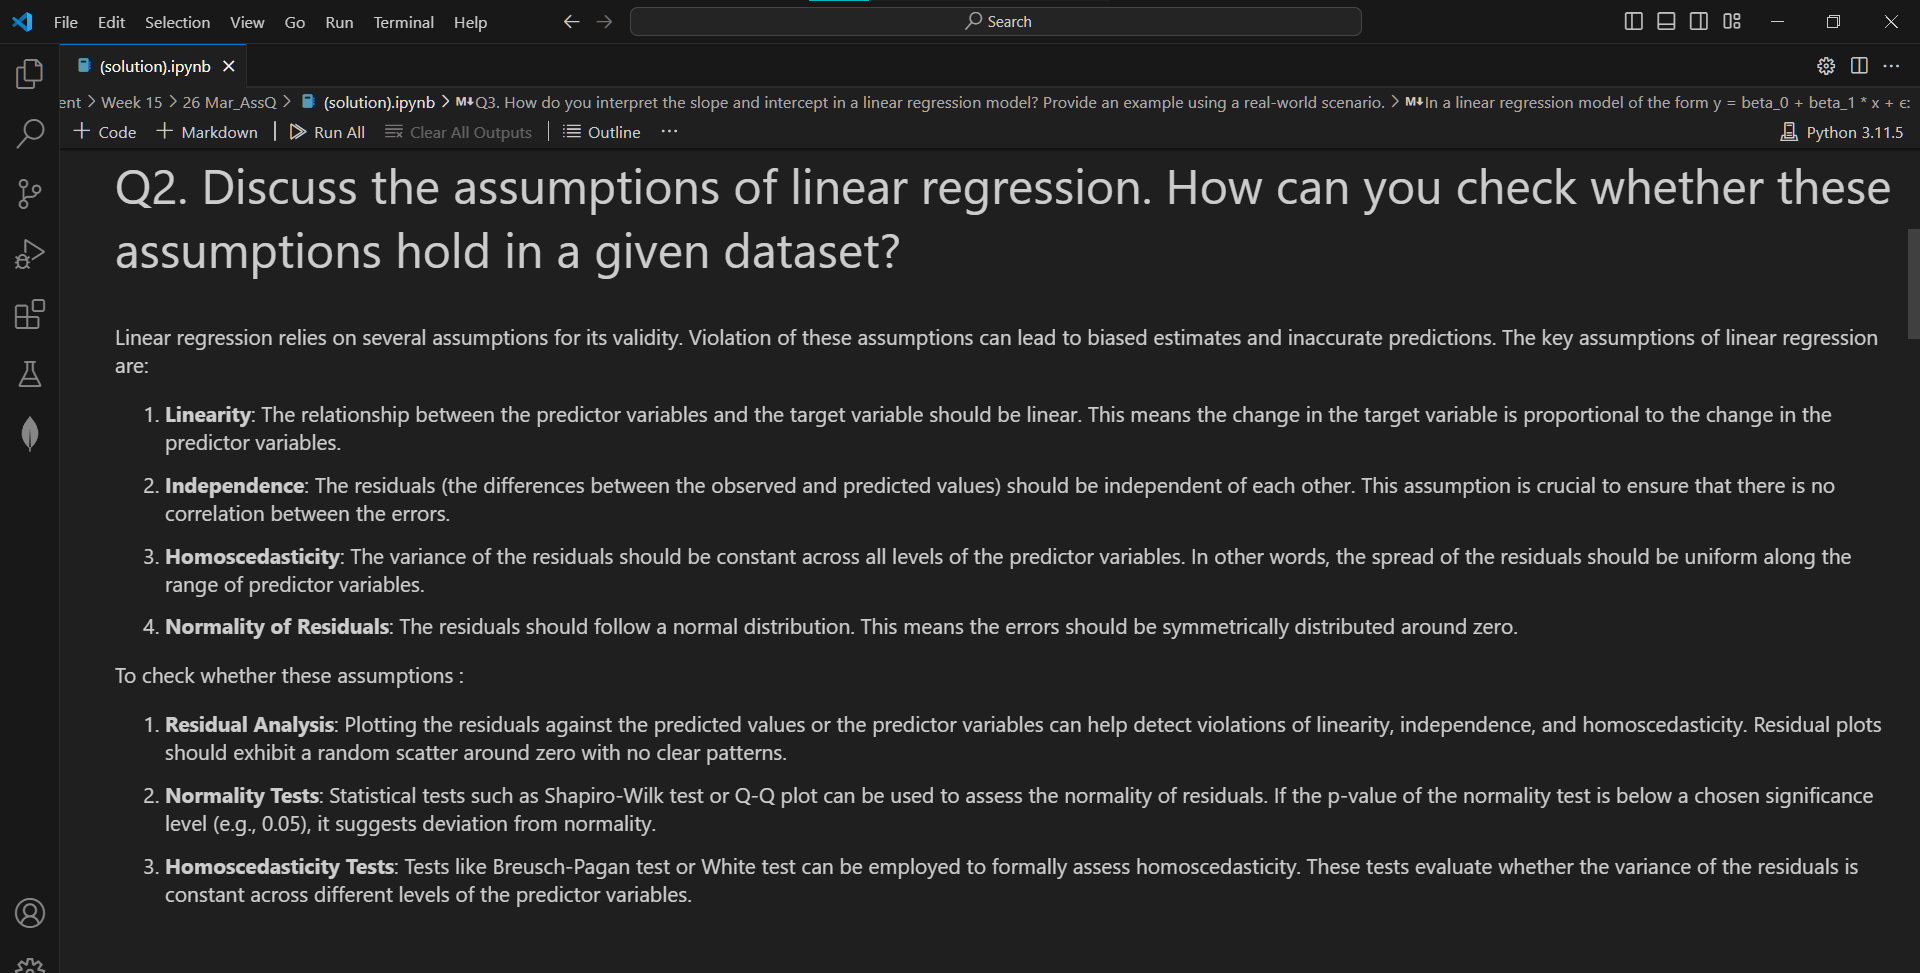 File Edit Selection View Go Run Terminal Help
Search
(solution).ipynb
ent > Week 15 > 26 Mar_AssQ > (solution).ipynb > M↓Q3. How do you interpret the slope and intercept in a linear regression model? Provide an example using a real-world scenario. > M↓In a linear regression model of the form y = beta_0 + beta_1 * x + ϵ:
+ Code + Markdown | Run All Clear All Outputs | Outline ···
Python 3.11.5
Q2. Discuss the assumptions of linear regression. How can you check whether these
assumptions hold in a given dataset?
Linear regression relies on several assumptions for its validity. Violation of these assumptions can lead to biased estimates and inaccurate predictions. The key assumptions of linear regression
are:
1. Linearity: The relationship between the predictor variables and the target variable should be linear. This means the change in the target variable is proportional to the change in the
predictor variables.
2. Independence: The residuals (the differences between the observed and predicted values) should be independent of each other. This assumption is crucial to ensure that there is no
correlation between the errors.
3. Homoscedasticity: The variance of the residuals should be constant across all levels of the predictor variables. In other words, the spread of the residuals should be uniform along the
range of predictor variables.
4. Normality of Residuals: The residuals should follow a normal distribution. This means the errors should be symmetrically distributed around zero.
To check whether these assumptions :
1. Residual Analysis: Plotting the residuals against the predicted values or the predictor variables can help detect violations of linearity, independence, and homoscedasticity. Residual plots
should exhibit a random scatter around zero with no clear patterns.
2. Normality Tests: Statistical tests such as Shapiro-Wilk test or Q-Q plot can be used to assess the normality of residuals. If the p-value of the normality test is below a chosen significance
level (e.g., 0.05), it suggests deviation from normality.
3. Homoscedasticity Tests: Tests like Breusch-Pagan test or White test can be employed to formally assess homoscedasticity. These tests evaluate whether the variance of the residuals is
constant across different levels of the predictor variables.